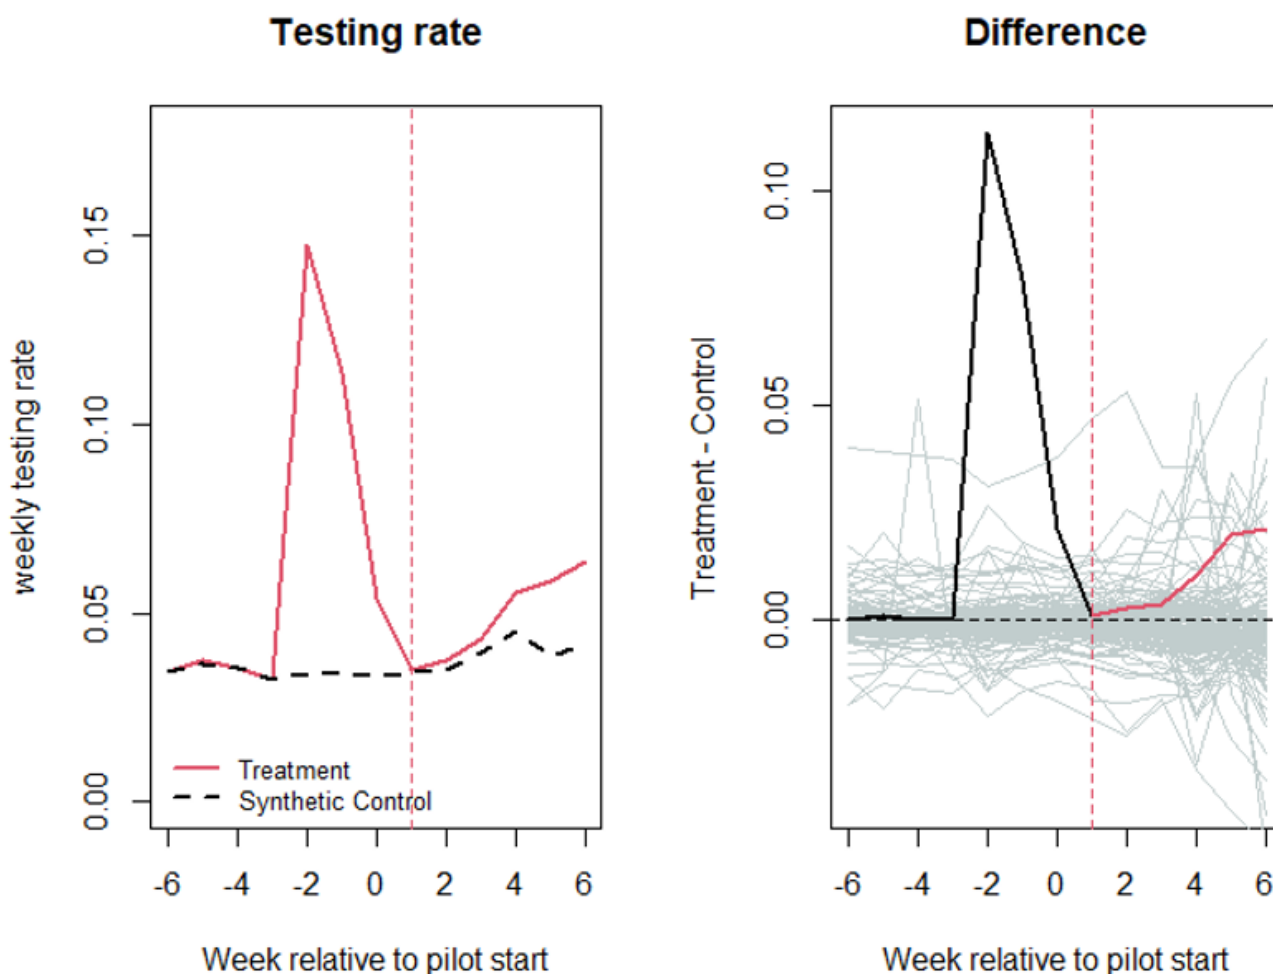 Testing rate
weekly testing rate
0.15
0.10
0.05
0.00
Treatment
Synthetic Control
-6 -4 -2 0 2 4 6
Week relative to pilot start
Difference
Treatment - Control
0.10
0.05
0.00
-6 -4 -2 0 2 4 6
Week relative to pilot start